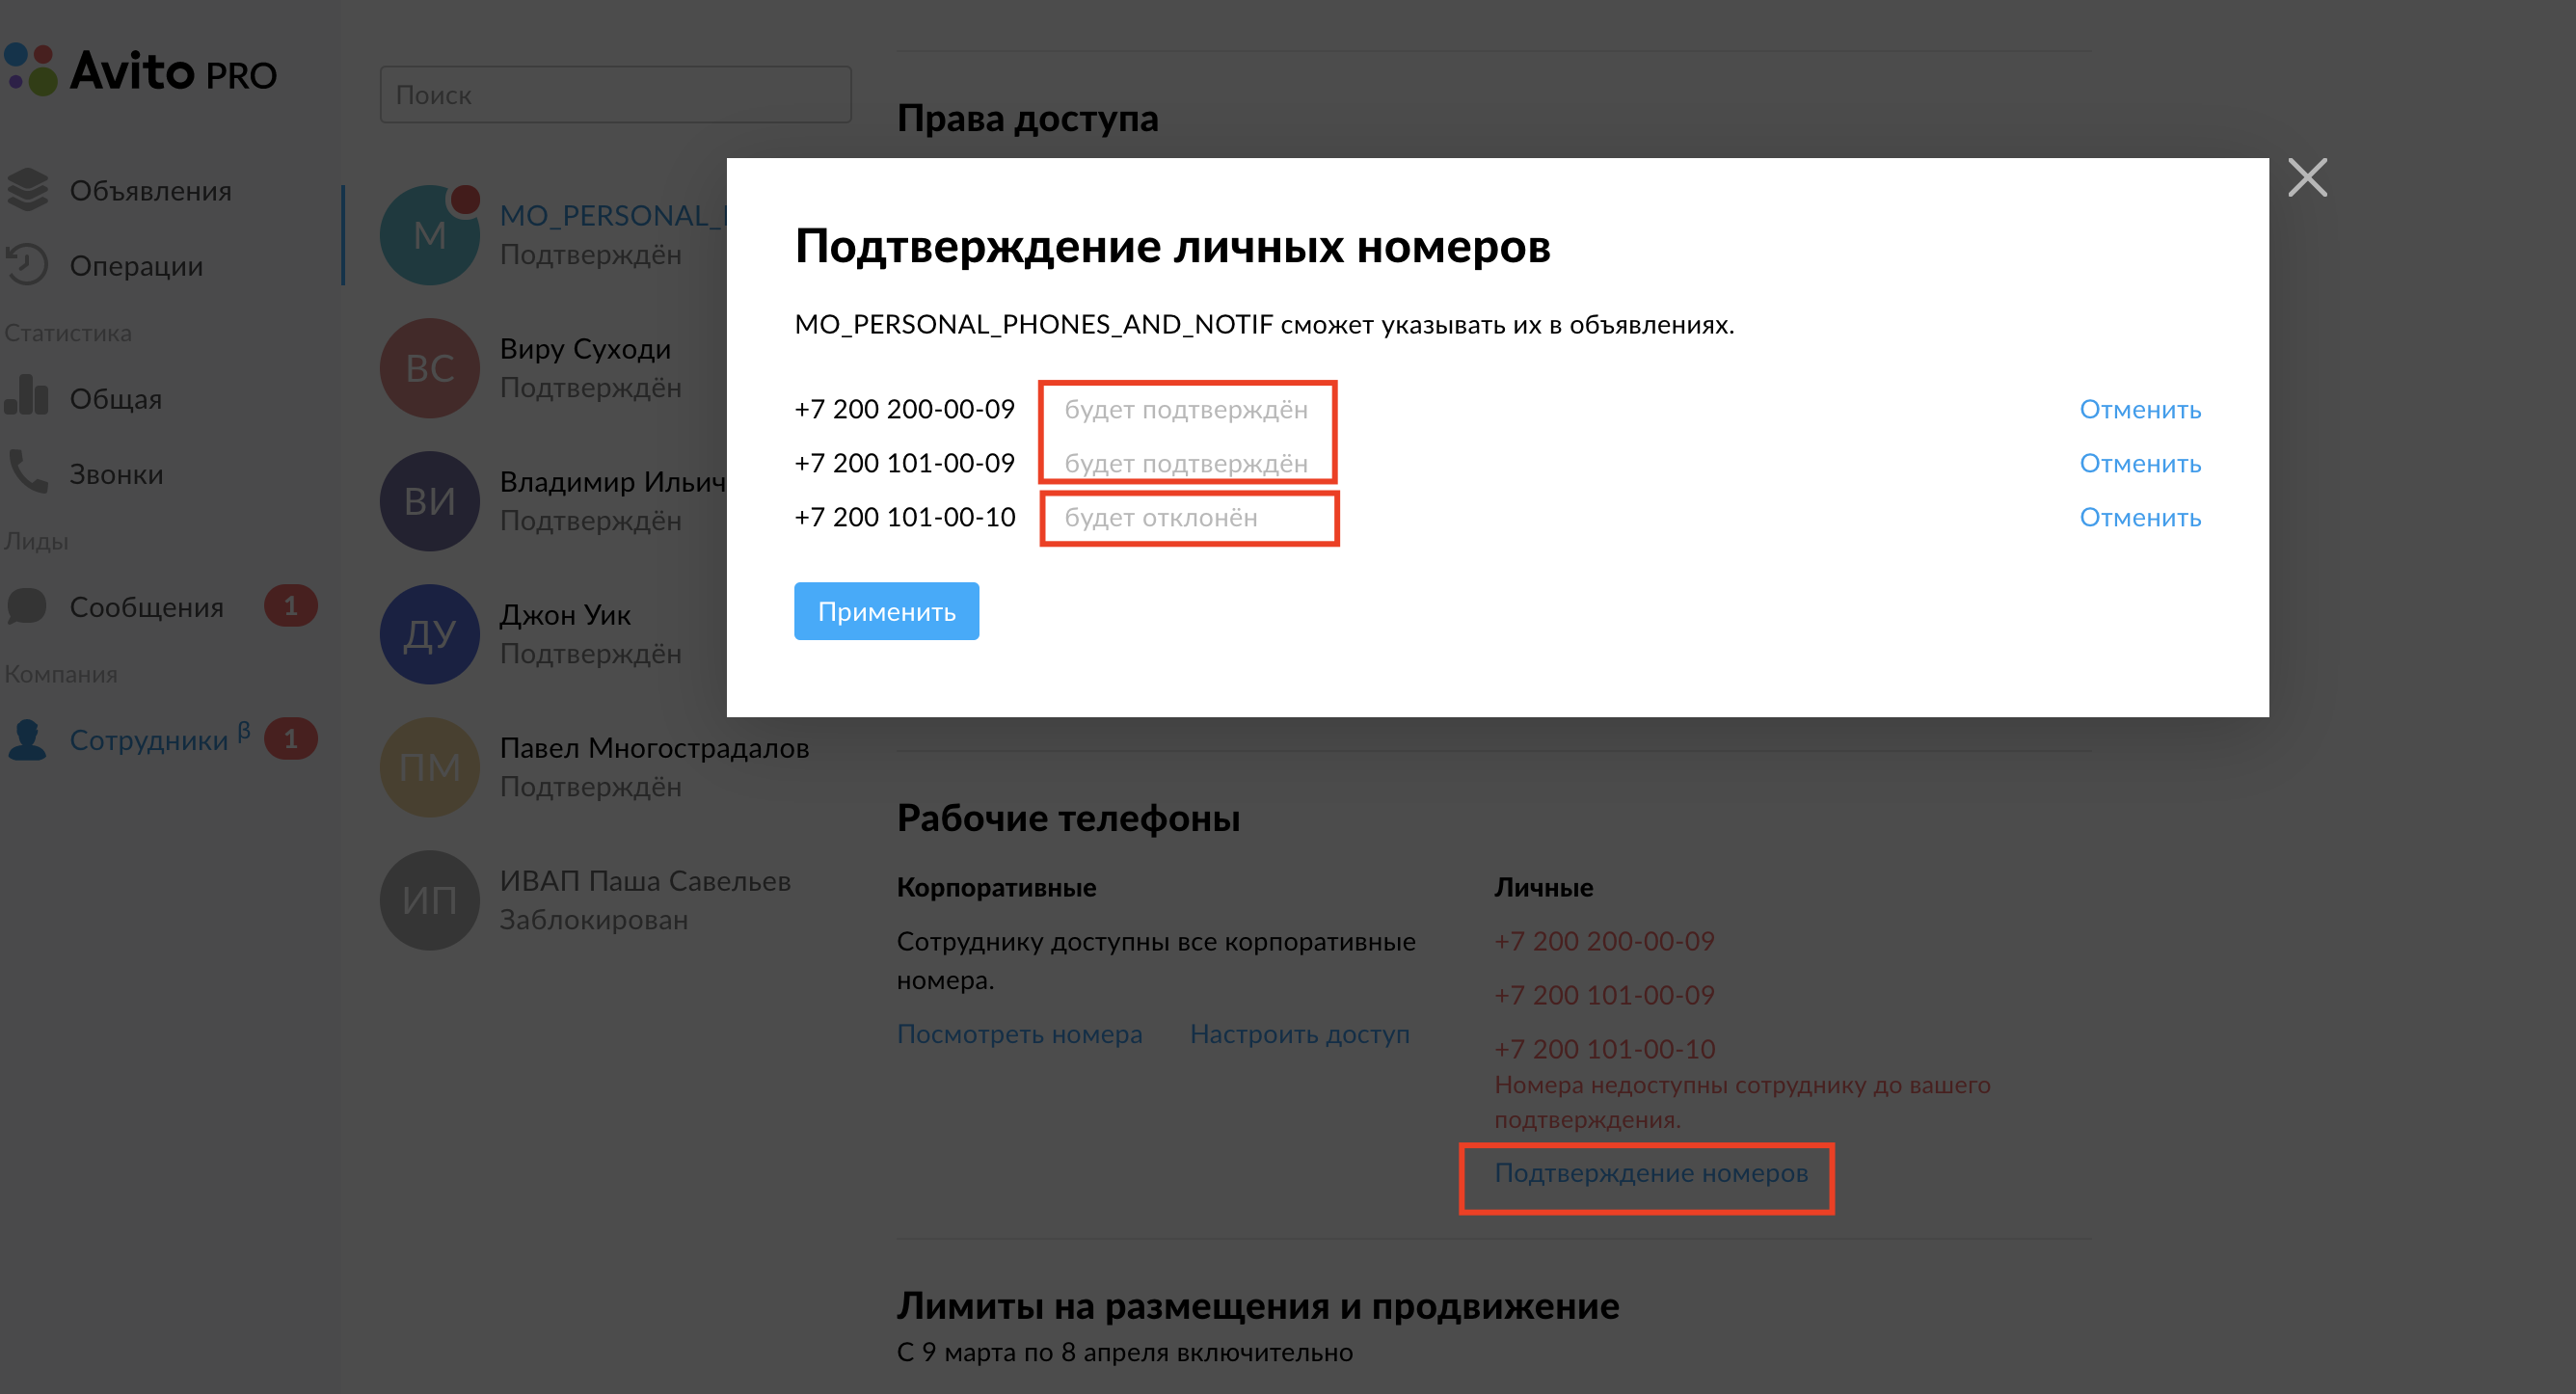 Avito PRO
Объявления
Операции
Статистика
Общая
Звонки
Лиды
Сообщения 1
Компания
Сотрудники β 1
Поиск
М
MO_PERSONAL_
Подтверждён
ВС
Виру Суходи
Подтверждён
ВИ
Владимир Ильич
Подтверждён
ДУ
Джон Уик
Подтверждён
ПМ
Павел Многострадалов
Подтверждён
ИП
ИВАП Паша Савельев
Заблокирован
Права доступа
Подтверждение личных номеров
MO_PERSONAL_PHONES_AND_NOTIF сможет указывать их в объявлениях.
+7 200 200-00-09 будет подтверждён Отменить
+7 200 101-00-09 будет подтверждён Отменить
+7 200 101-00-10 будет отклонён Отменить
Применить
Рабочие телефоны
Корпоративные
Сотруднику доступны все корпоративные
номера.
Посмотреть номера Настроить доступ
Личные
+7 200 200-00-09
+7 200 101-00-09
+7 200 101-00-10
Номера недоступны сотруднику до вашего
подтверждения.
Подтверждение номеров
Лимиты на размещения и продвижение
С 9 марта по 8 апреля включительно